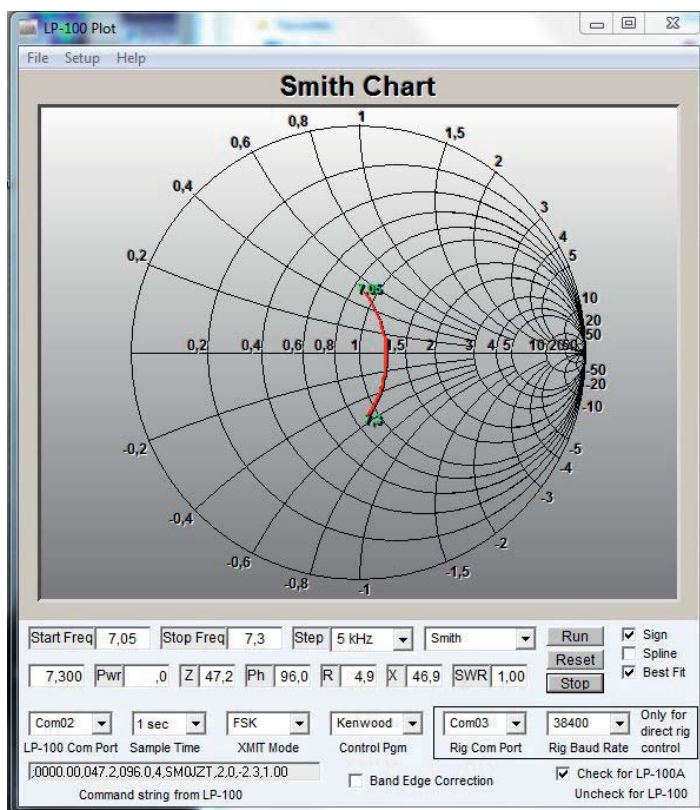 LP-100 Plot
File Setup Help
Smith Chart
1
0,8 1,5
0,6 2
0,4 3
4
0,2 5
7,05 10
20
50
0,2 0,4 0,6 0,8 1 1,5 2 3 4 5 10 20 50
-50
-20
-10
7,3
-0,2 -5
-4
-0,4 -3
-0,6 -2
-0,8 -1,5
-1
Start Freq 7,05 Stop Freq 7,3 Step 5 kHz Smith Run Sign
Reset Spline
7,300 Pwr ,0 Z 47,2 Ph 96,0 R 4,9 X 46,9 SWR 1,00 Stop Best Fit
Com02 1 sec FSK Kenwood Com03 38400 Only for
direct rig
control
LP-100 Com Port Sample Time XMIT Mode Control Pgm Rig Com Port Rig Baud Rate
;0000.00,047.2,096.0,4,SM0JZT,2,0,-2.3,1.00 Band Edge Correction Check for LP-100A
Command string from LP-100 Uncheck for LP-100